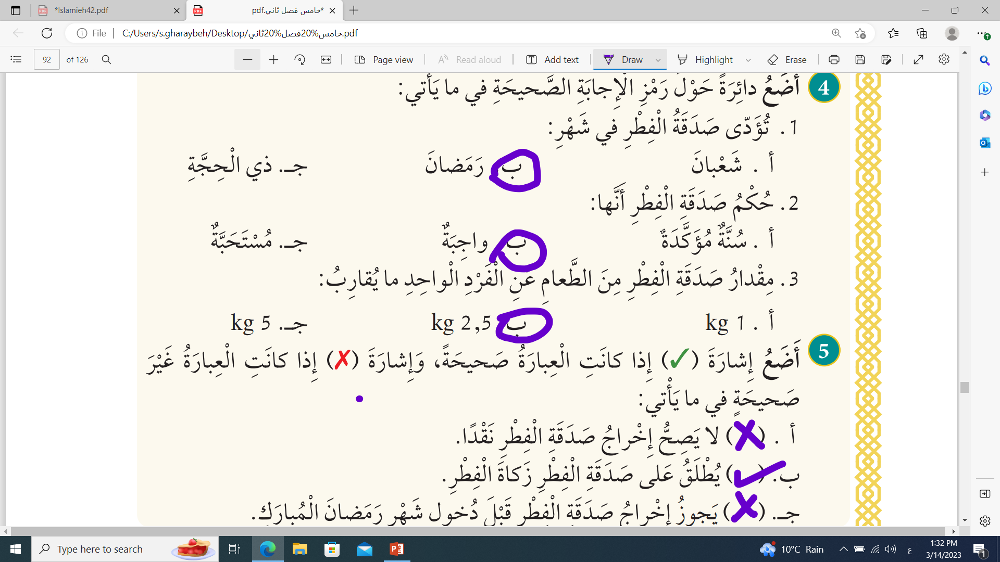 *Islamieh42.pdf
*خامس فصل ثاني.pdf
File
C:/Users/s.gharaybeh/Desktop/خامس%20فصل%20ثاني.pdf
92 of 126
Page view
Read aloud
Add text
Draw
Highlight
Erase
4 أَضَعُ دائِرَةً حَوْلَ رَمْزِ الْإِجابَةِ الصَّحيحَةِ في ما يَأْتي:
1. تُؤَدّى صَدَقَةُ الْفِطْرِ في شَهْرِ:
أ . شَعْبانَ ب رَمَضانَ جـ. ذي الْحِجَّةِ
2. حُكْمُ صَدَقَةِ الْفِطْرِ أَنَّها:
أ . سُنَّةٌ مُؤَكَّدَةٌ ب واجِبَةٌ جـ. مُسْتَحَبَّةٌ
3. مِقْدارُ صَدَقَةِ الْفِطْرِ مِنَ الطَّعامِ عَنِ الْفَرْدِ الْواحِدِ ما يُقارِبُ:
أ . 1 kg ب 2,5 kg جـ. 5 kg
5 أَضَعُ إِشارَةَ (✓) إِذا كانَتِ الْعِبارَةُ صَحيحَةً، وَإِشارَةَ (✗) إِذا كانَتِ الْعِبارَةُ غَيْرَ
صَحيحَةٍ في ما يَأْتي:
أ . (✗) لا يَصِحُّ إِخْراجُ صَدَقَةِ الْفِطْرِ نَقْدًا.
ب. (✓) يُطْلَقُ عَلى صَدَقَةِ الْفِطْرِ زَكاةَ الْفِطْرِ.
جـ. (✗) يَجوزُ إِخْراجُ صَدَقَةِ الْفِطْرِ قَبْلَ دُخولِ شَهْرِ رَمَضانَ الْمُبارَكِ.
Type here to search
10°C Rain
ع
1:32 PM
3/14/2023
1